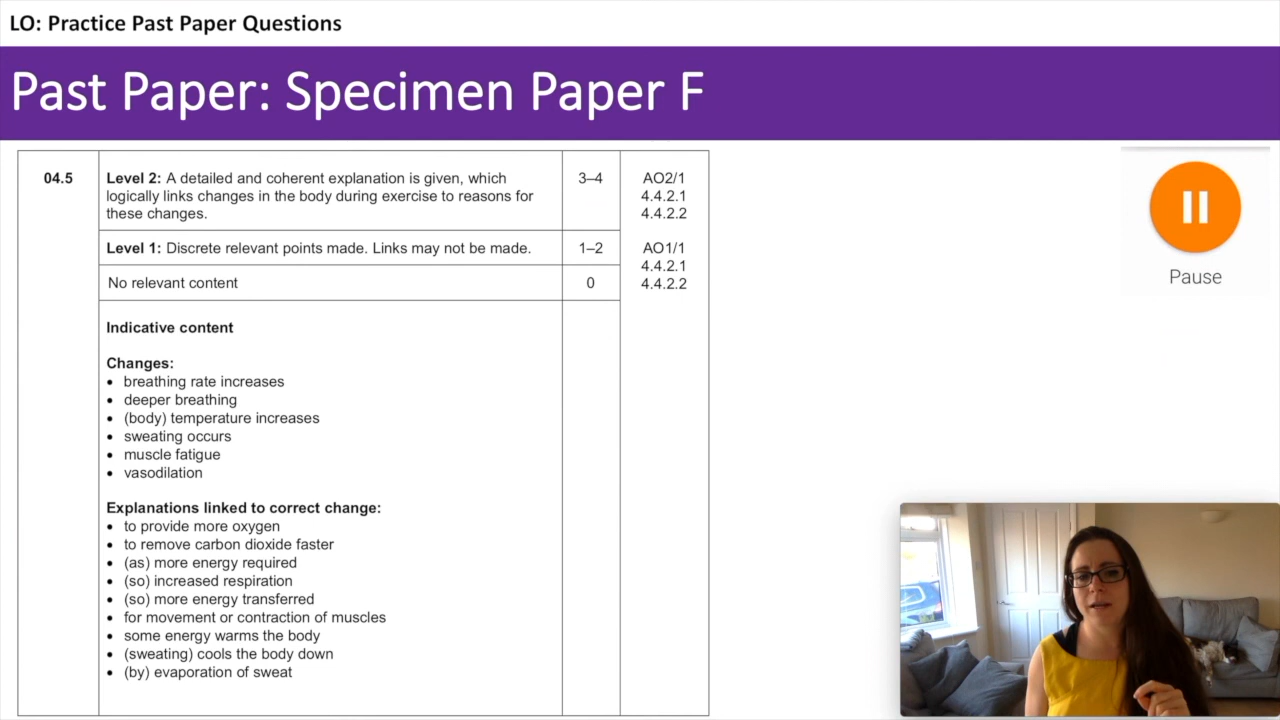 LO: Practice Past Paper Questions
Past Paper: Specimen Paper F
04.5
Level 2: A detailed and coherent explanation is given, which
logically links changes in the body during exercise to reasons for
these changes.
3–4
AO2/1
4.4.2.1
4.4.2.2
Level 1: Discrete relevant points made. Links may not be made.
1–2
AO1/1
4.4.2.1
4.4.2.2
No relevant content
0
Indicative content
Changes:
• breathing rate increases
• deeper breathing
• (body) temperature increases
• sweating occurs
• muscle fatigue
• vasodilation
Explanations linked to correct change:
• to provide more oxygen
• to remove carbon dioxide faster
• (as) more energy required
• (so) increased respiration
• (so) more energy transferred
• for movement or contraction of muscles
• some energy warms the body
• (sweating) cools the body down
• (by) evaporation of sweat
Pause